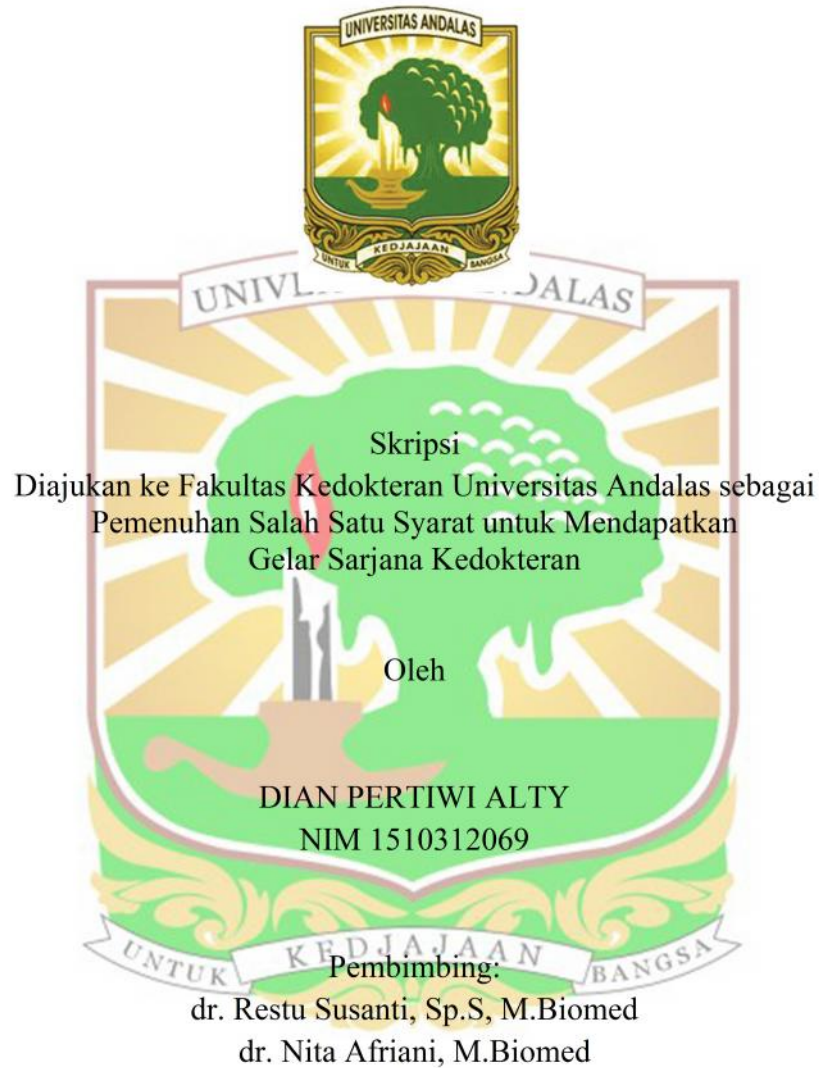 UNIVERSITAS ANDALAS
UNTUK KEDJAJAAN BANGSA
DALAS
Skripsi
Diajukan ke Fakultas Kedokteran Universitas Andalas sebagai
Pemenuhan Salah Satu Syarat untuk Mendapatkan
Gelar Sarjana Kedokteran
Oleh
DIAN PERTIWI ALTY
NIM 1510312069
UNTUK KEDJAJAAN BANGSA
Pembimbing:
dr. Restu Susanti, Sp.S, M.Biomed
dr. Nita Afriani, M.Biomed